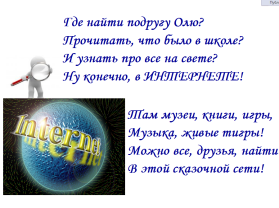 Где найти подругу Олю?
Прочитать, что было в школе?
И узнать про все на свете?
Ну конечно, в ИНТЕРНЕТЕ!
Internet
Там музеи, книги, игры,
Музыка, живые тигры!
Можно все, друзья, найти
В этой сказочной сети!